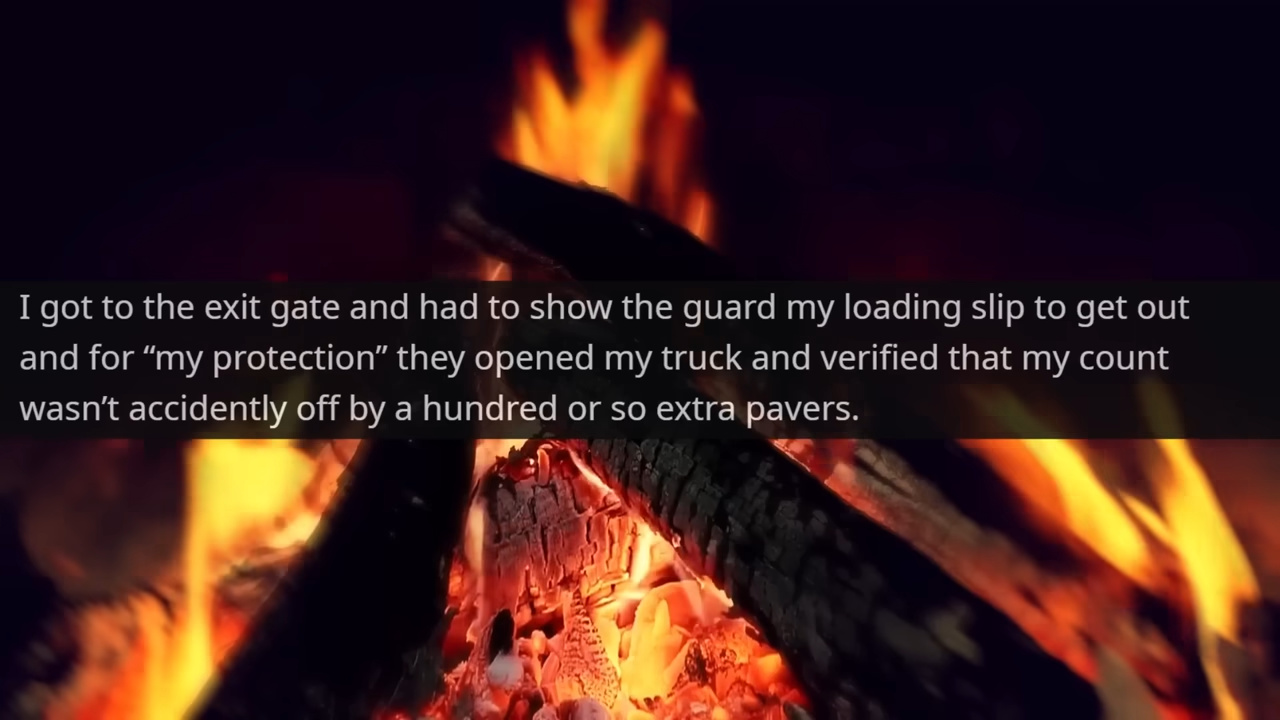 I got to the exit gate and had to show the guard my loading slip to get out
and for “my protection” they opened my truck and verified that my count
wasn’t accidently off by a hundred or so extra pavers.